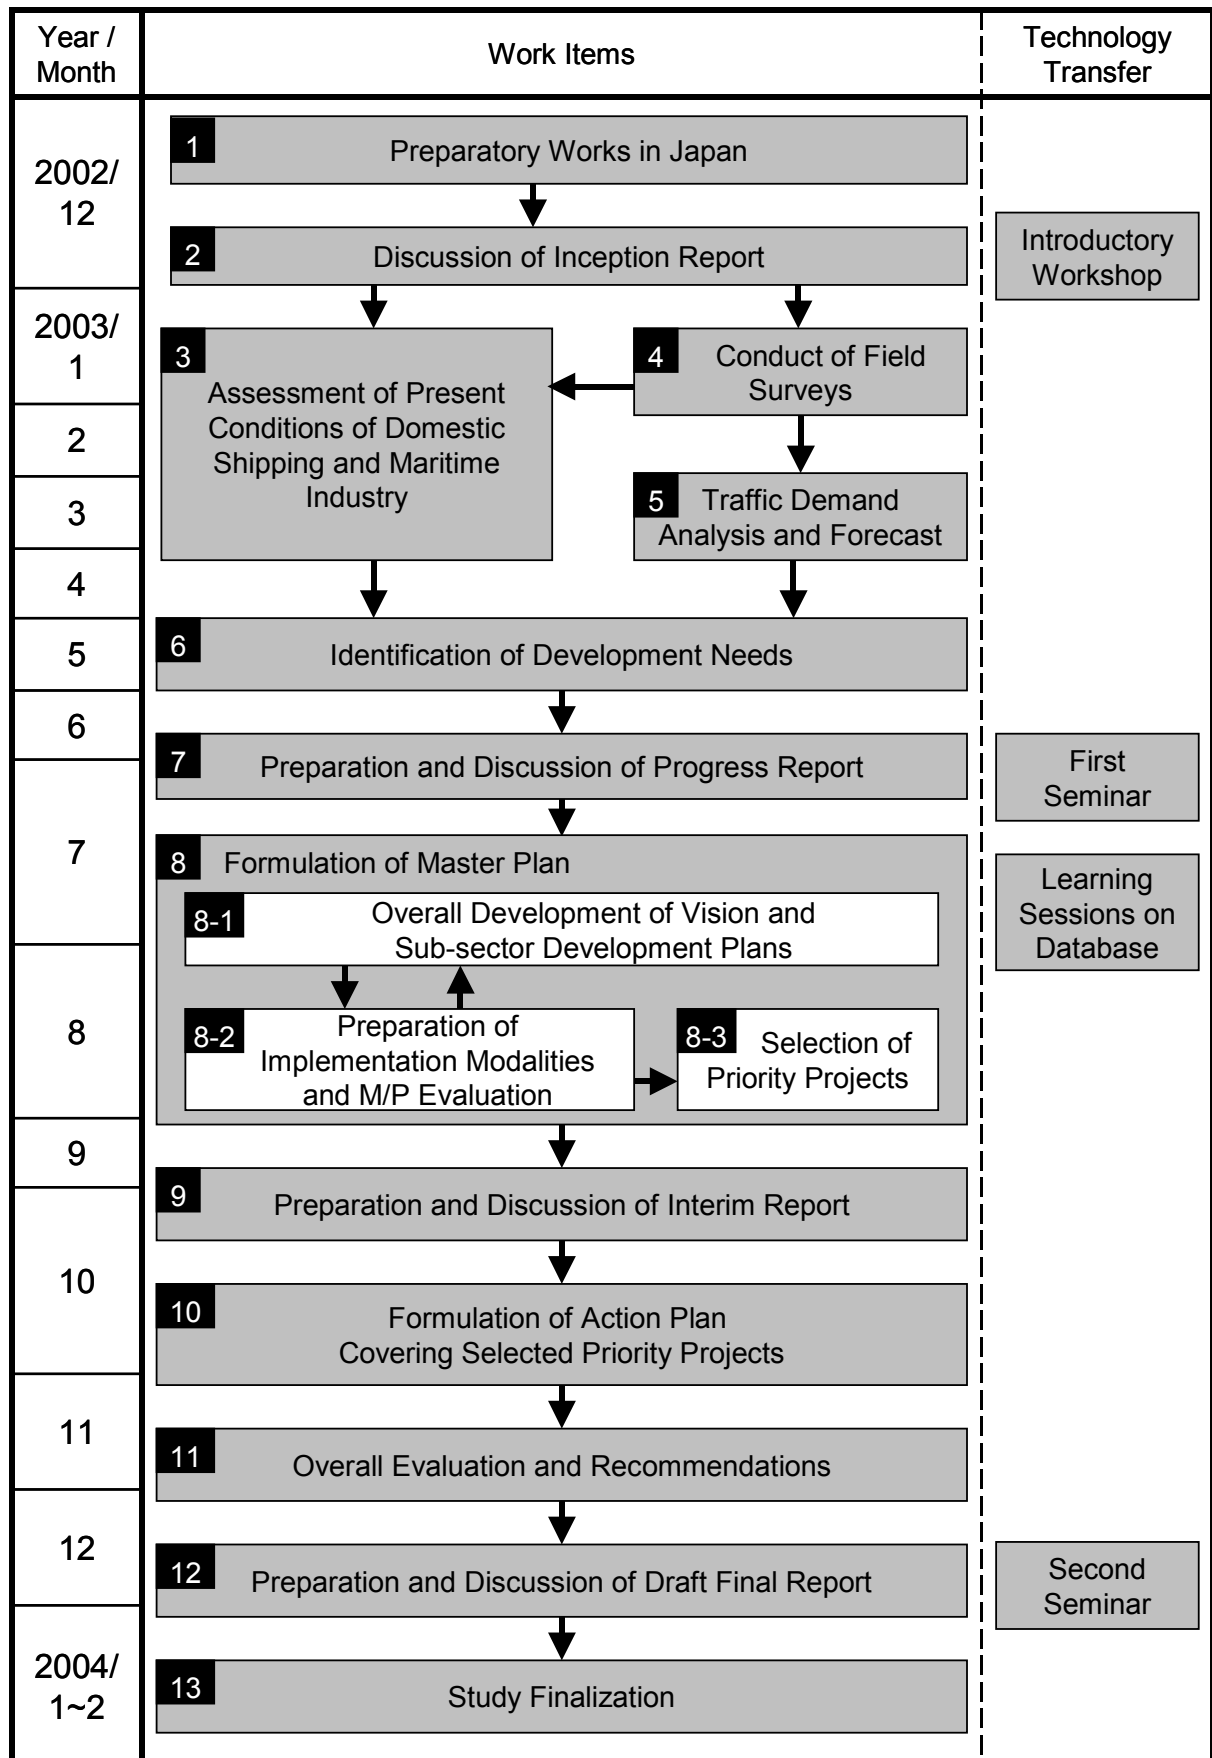 Year /
Month
Work Items
Technology
Transfer
2002/
12
1
Preparatory Works in Japan
2
Discussion of Inception Report
Introductory
Workshop
2003/
1
3
Assessment of Present
Conditions of Domestic
Shipping and Maritime
Industry
4
Conduct of Field
Surveys
2
3
5
Traffic Demand
Analysis and Forecast
4
5
6
Identification of Development Needs
6
7
Preparation and Discussion of Progress Report
First
Seminar
7
8
Formulation of Master Plan
8-1
Overall Development of Vision and
Sub-sector Development Plans
Learning
Sessions on
Database
8
8-2
Preparation of
Implementation Modalities
and M/P Evaluation
8-3
Selection of
Priority Projects
9
9
Preparation and Discussion of Interim Report
10
10
Formulation of Action Plan
Covering Selected Priority Projects
11
11
Overall Evaluation and Recommendations
12
12
Preparation and Discussion of Draft Final Report
Second
Seminar
2004/
1~2
13
Study Finalization